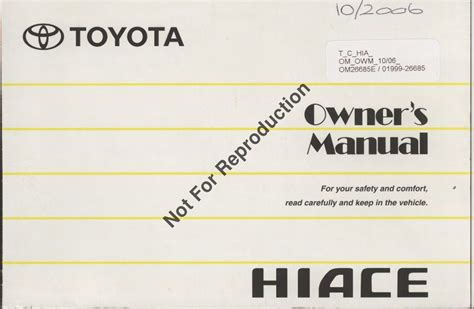 10/2006
TOYOTA
T_C_HIA_
OM_OWM_10/06_
OM26685E / 01999-26685
Owner's
Manual
Not For Reproduction
For your safety and comfort,
read carefully and keep in the vehicle.
HIACE